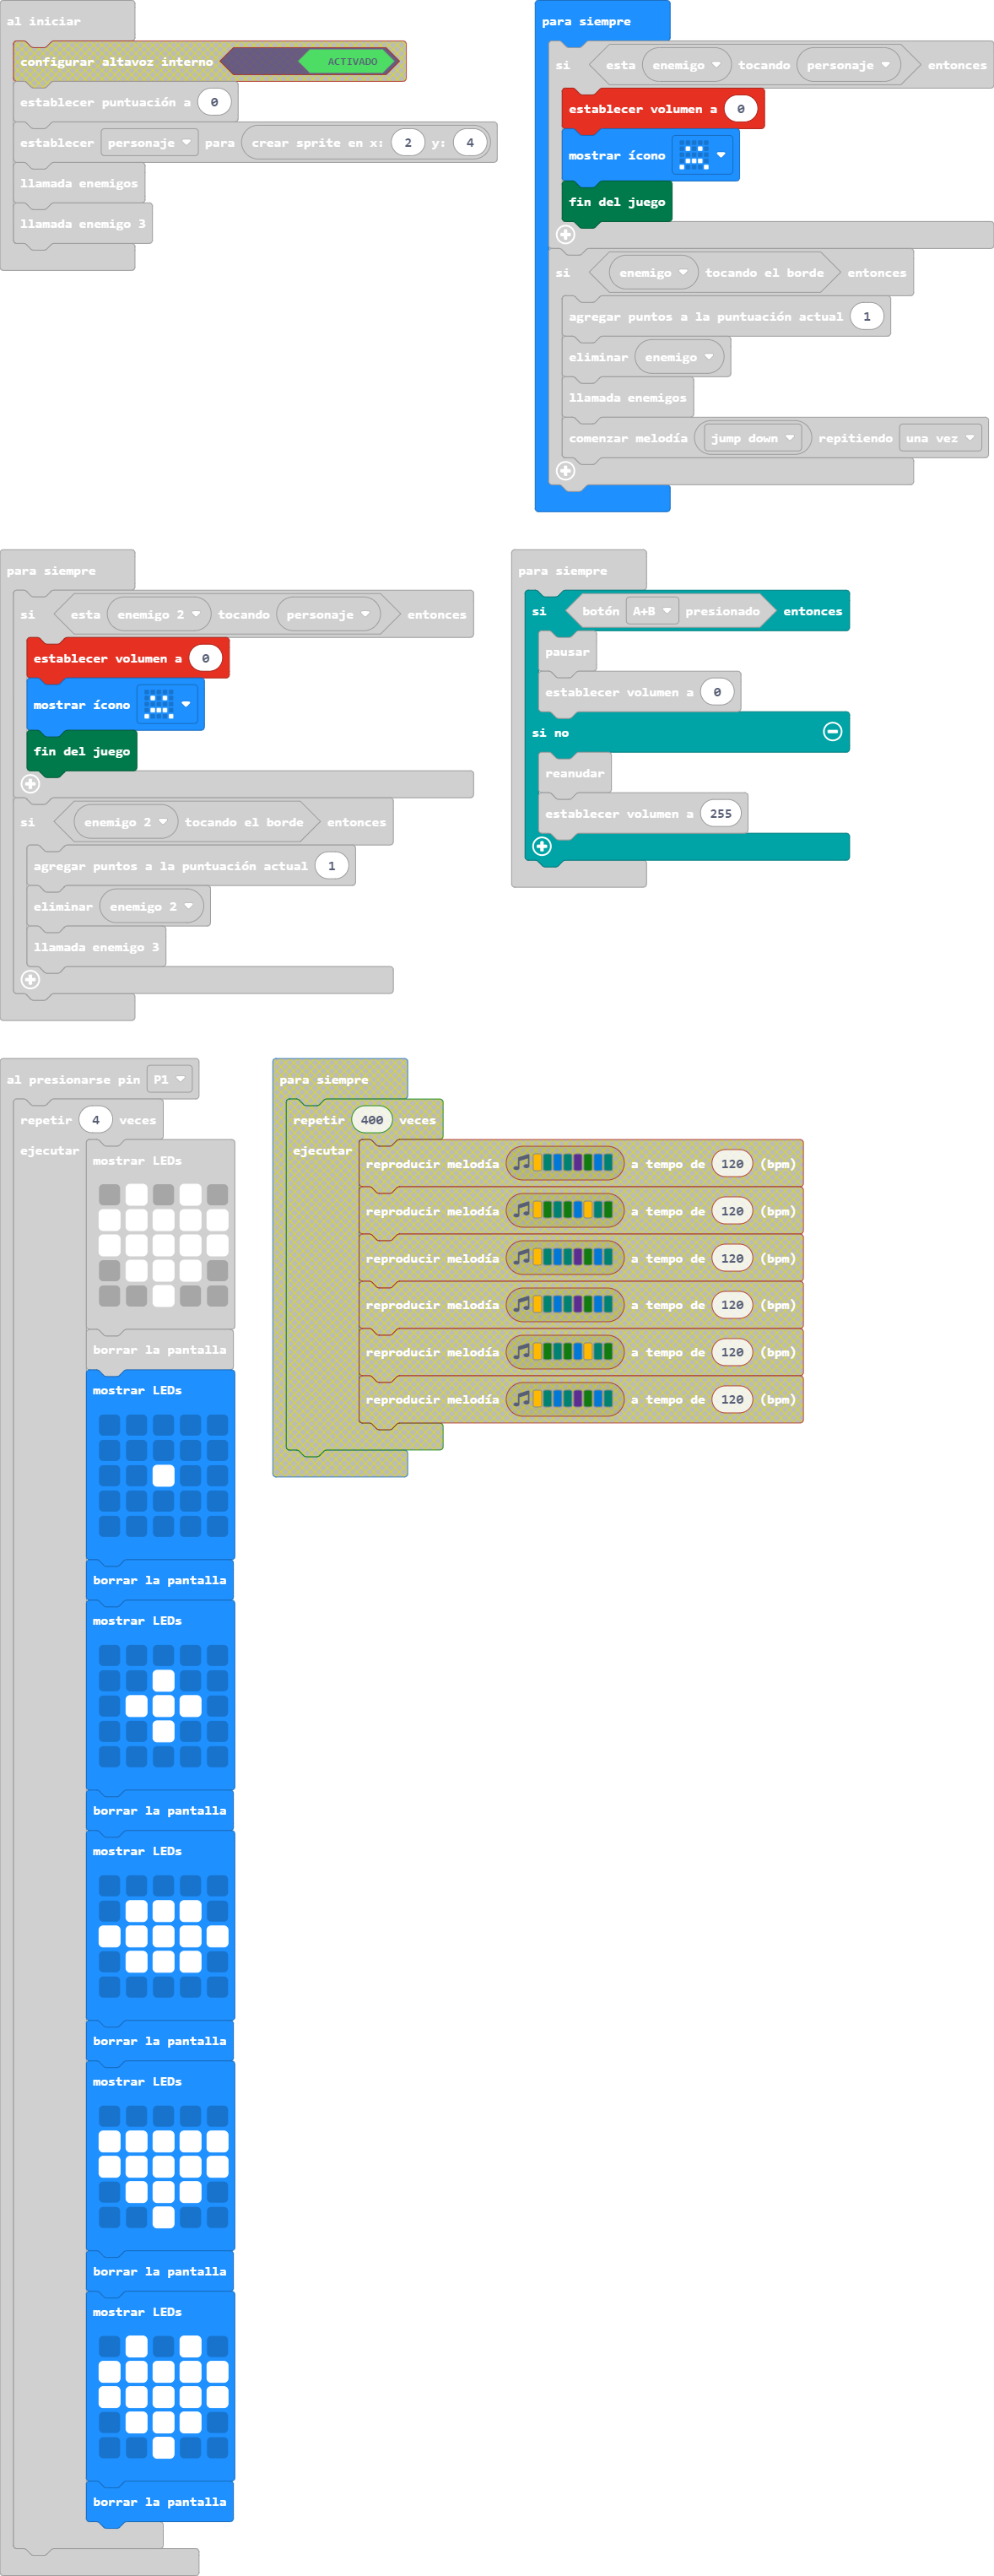 al iniciar
configurar altavoz interno ACTIVADO
establecer puntuación a 0
establecer personaje para crear sprite en x: 2 y: 4
llamada enemigos
llamada enemigo 3
para siempre
si esta enemigo tocando personaje entonces
establecer volumen a 0
mostrar ícono
fin del juego
si enemigo tocando el borde entonces
agregar puntos a la puntuación actual 1
eliminar enemigo
llamada enemigos
comenzar melodía jump down repitiendo una vez
para siempre
si esta enemigo 2 tocando personaje entonces
establecer volumen a 0
mostrar ícono
fin del juego
si enemigo 2 tocando el borde entonces
agregar puntos a la puntuación actual 1
eliminar enemigo 2
llamada enemigo 3
para siempre
si botón A+B presionado entonces
pausar
establecer volumen a 0
si no
reanudar
establecer volumen a 255
al presionarse pin P1
repetir 4 veces
ejecutar
mostrar LEDs
borrar la pantalla
mostrar LEDs
borrar la pantalla
mostrar LEDs
borrar la pantalla
mostrar LEDs
borrar la pantalla
mostrar LEDs
borrar la pantalla
mostrar LEDs
borrar la pantalla
para siempre
repetir 400 veces
ejecutar
reproducir melodía a tempo de 120 (bpm)
reproducir melodía a tempo de 120 (bpm)
reproducir melodía a tempo de 120 (bpm)
reproducir melodía a tempo de 120 (bpm)
reproducir melodía a tempo de 120 (bpm)
reproducir melodía a tempo de 120 (bpm)